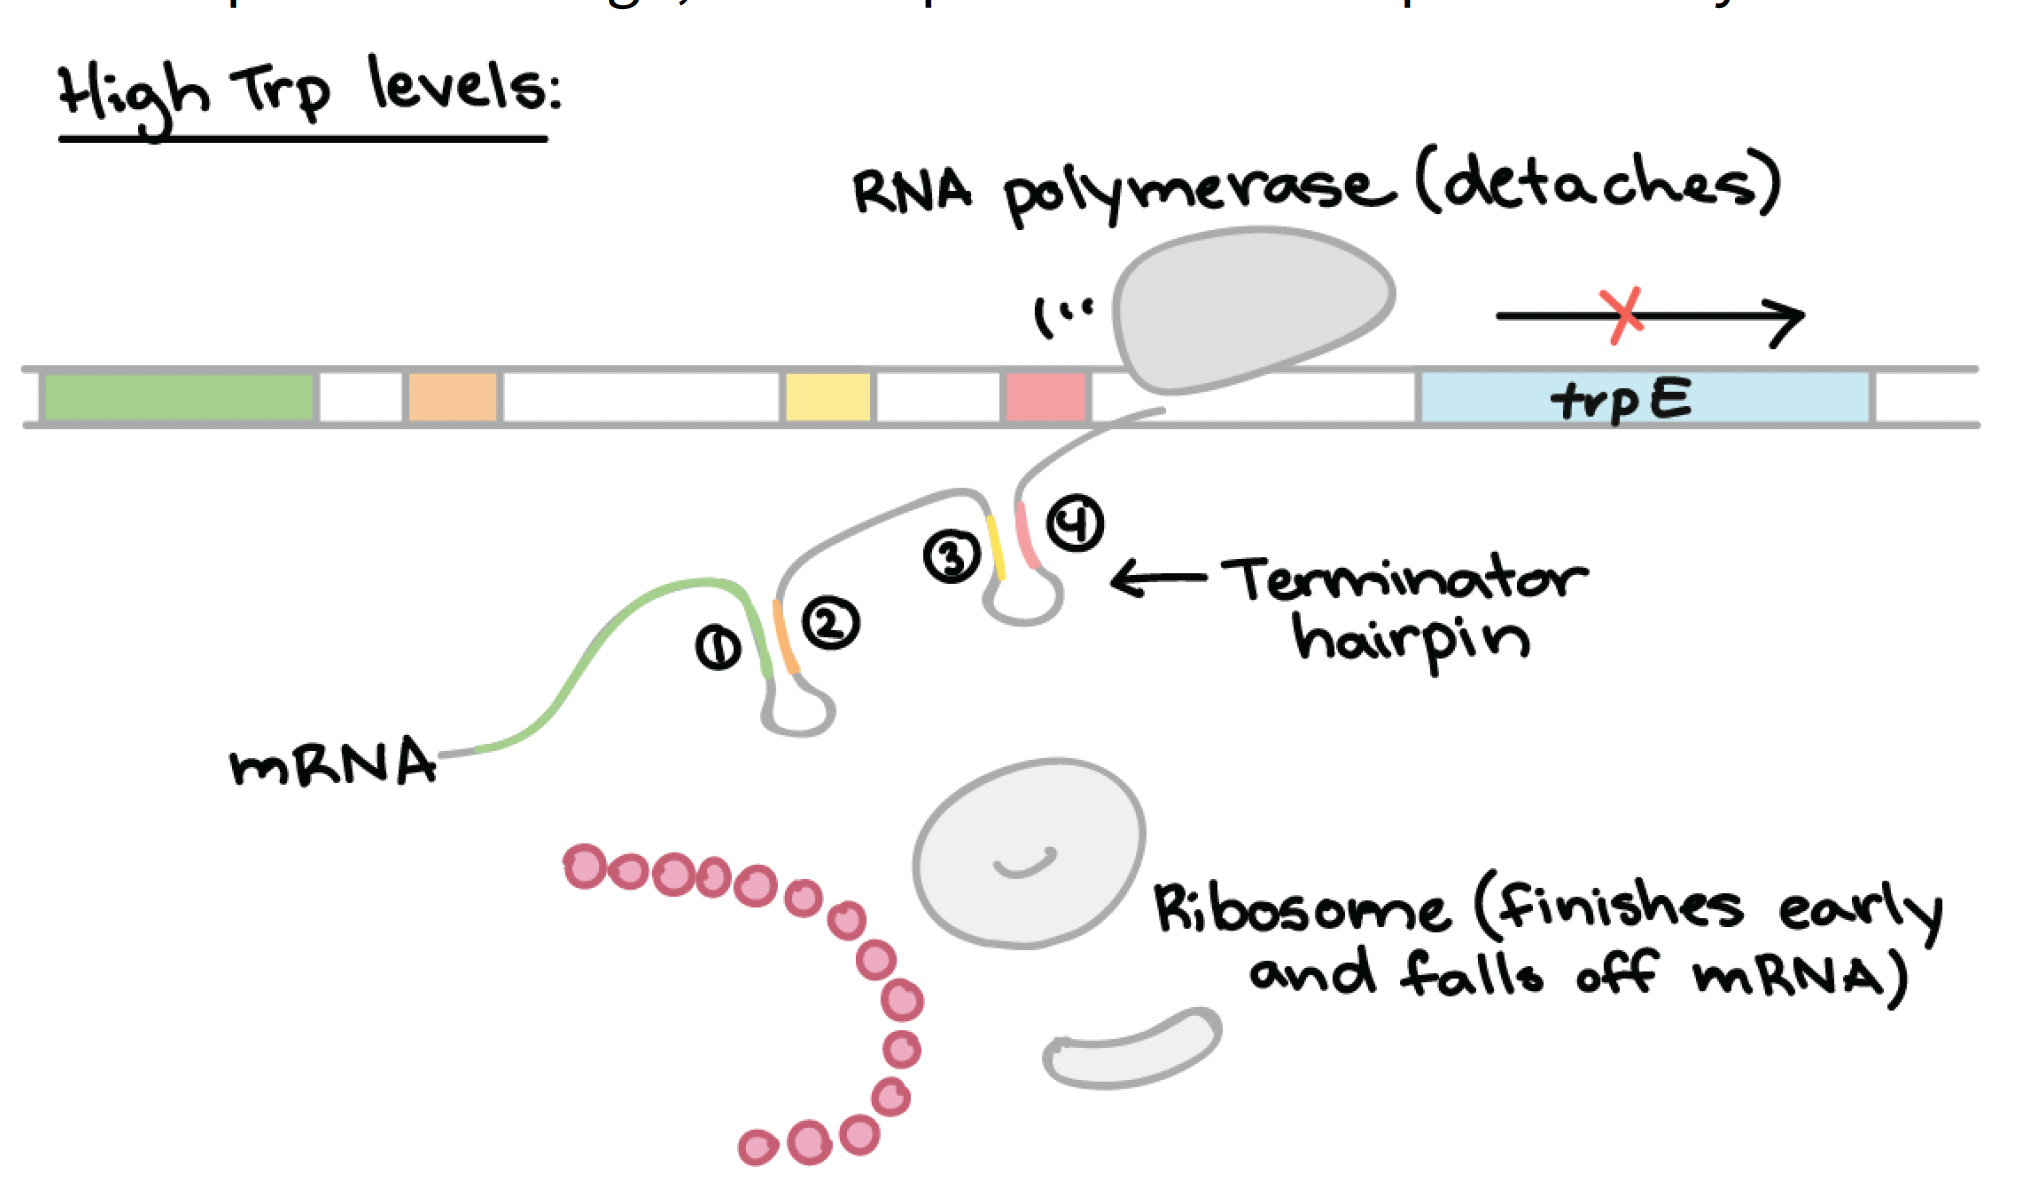 High Trp levels:
RNA polymerase (detaches)
trpE
③
④
Terminator
hairpin
①
②
mRNA
Ribosome (finishes early
and falls off mRNA)